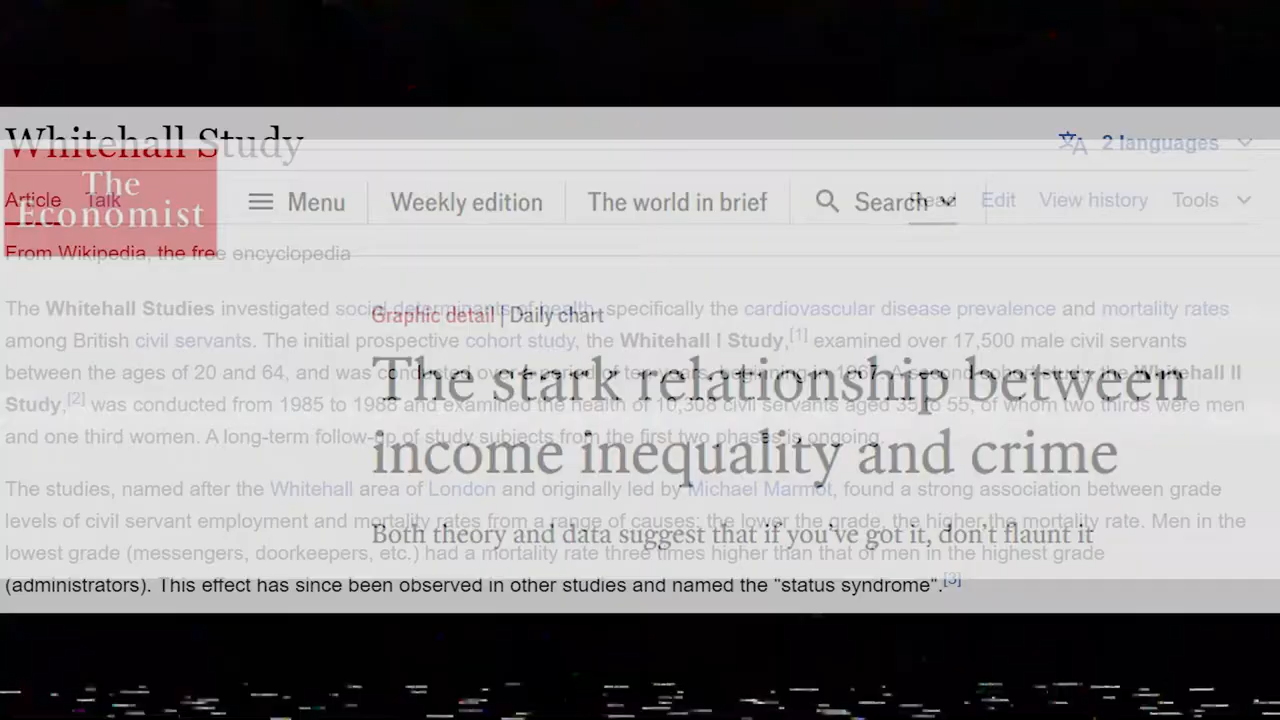 Whitehall Study
2 languages
Article Talk
Read Edit View history Tools
From Wikipedia, the free encyclopedia
The Whitehall Studies investigated social determinants of health, specifically the cardiovascular disease prevalence and mortality rates
among British civil servants. The initial prospective cohort study, the Whitehall I Study,[1] examined over 17,500 male civil servants
between the ages of 20 and 64, and was conducted over a period of ten years, beginning in 1967. A second cohort study, the Whitehall II
Study,[2] was conducted from 1985 to 1988 and examined the health of 10,308 civil servants aged 35 to 55, of whom two thirds were men
and one third women. A long-term follow-up of study subjects from the first two phases is ongoing.
The studies, named after the Whitehall area of London and originally led by Michael Marmot, found a strong association between grade
levels of civil servant employment and mortality rates from a range of causes: the lower the grade, the higher the mortality rate. Men in the
lowest grade (messengers, doorkeepers, etc.) had a mortality rate three times higher than that of men in the highest grade
(administrators). This effect has since been observed in other studies and named the "status syndrome".[3]
The
Economist
Menu Weekly edition The world in brief Search
Graphic detail | Daily chart
The stark relationship between
income inequality and crime
Both theory and data suggest that if you've got it, don't flaunt it